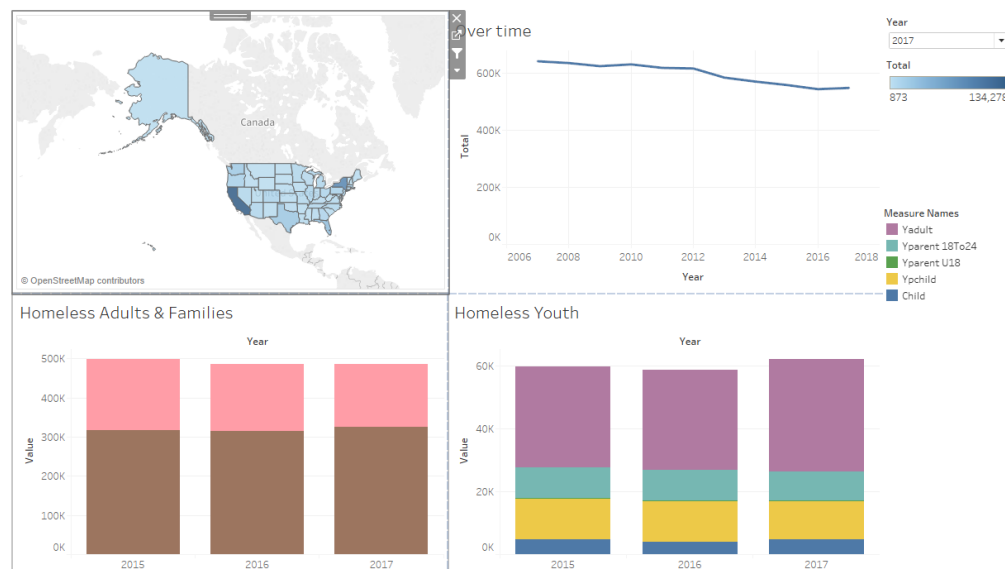 Canada
© OpenStreetMap contributors
Over time
600K
400K
200K
0K
Total
2006 2008 2010 2012 2014 2016 2018
Year
Year
2017
Total
873 134,278
Measure Names
Yadult
Yparent 18To24
Yparent U18
Ypchild
Child
Homeless Adults & Families
Year
500K
400K
300K
200K
100K
0K
Value
2015 2016 2017
Homeless Youth
Year
60K
40K
20K
0K
Value
2015 2016 2017